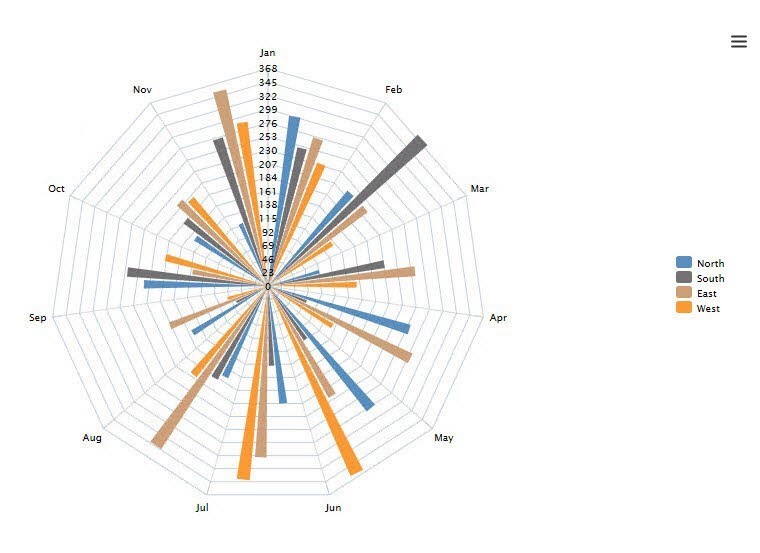 Jan
Feb
Mar
Apr
May
Jun
Jul
Aug
Sep
Oct
Nov
368
345
322
299
276
253
230
207
184
161
138
115
92
69
46
23
0
North
South
East
West